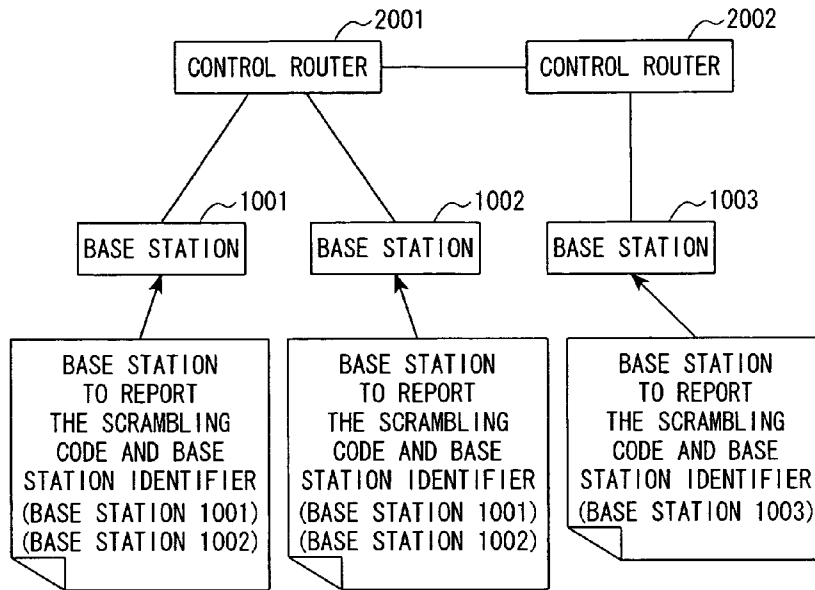 2001
2002
CONTROL ROUTER
CONTROL ROUTER
1001
1002
1003
BASE STATION
BASE STATION
BASE STATION
BASE STATION
TO REPORT
THE SCRAMBLING
CODE AND BASE
STATION IDENTIFIER
(BASE STATION 1001)
(BASE STATION 1002)
BASE STATION
TO REPORT
THE SCRAMBLING
CODE AND BASE
STATION IDENTIFIER
(BASE STATION 1001)
(BASE STATION 1002)
BASE STATION
TO REPORT
THE SCRAMBLING
CODE AND BASE
STATION IDENTIFIER
(BASE STATION 1003)